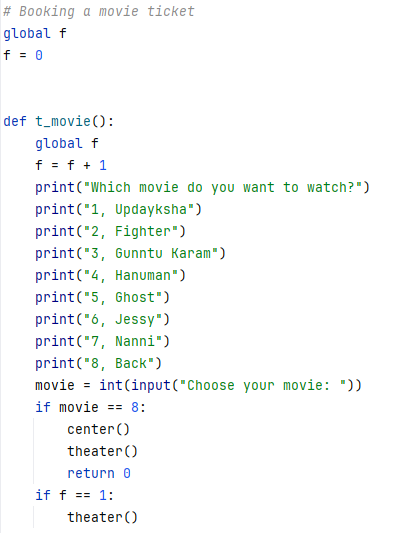 # Booking a movie ticket
global f
f = 0
def t_movie():
    global f
    f = f + 1
    print("Which movie do you want to watch?")
    print("1, Updayksha")
    print("2, Fighter")
    print("3, Gunntu Karam")
    print("4, Hanuman")
    print("5, Ghost")
    print("6, Jessy")
    print("7, Nanni")
    print("8, Back")
    movie = int(input("Choose your movie: "))
    if movie == 8:
        center()
        theater()
        return 0
    if f == 1:
        theater()